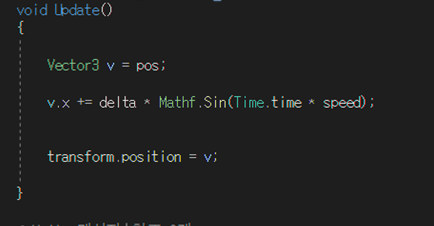 void Update()
{
Vector3 v = pos;
v.x += delta * Mathf.Sin(Time.time * speed);
transform.position = v;
}